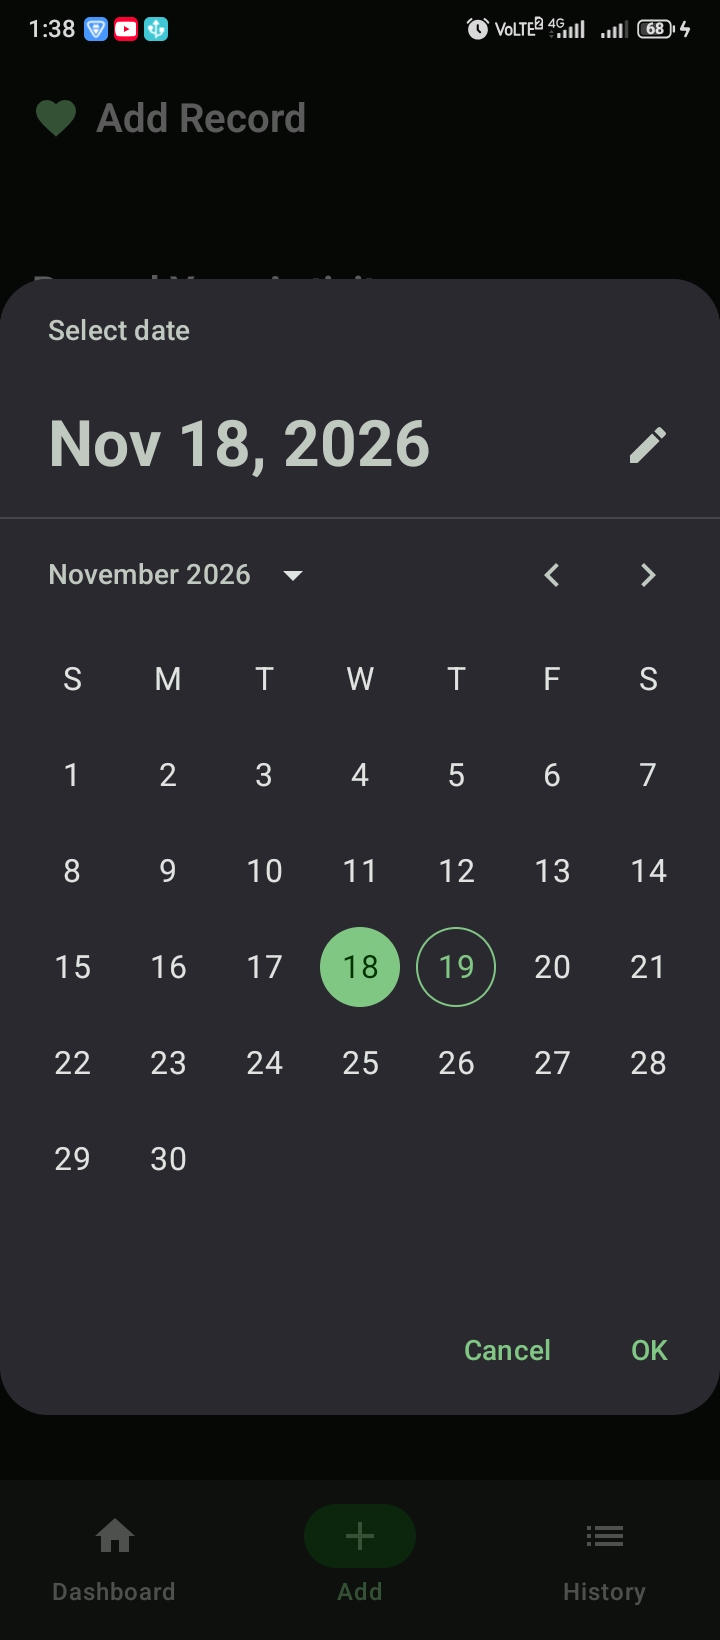 1:38 VoLTE 2 4G 68
Add Record
Select date
Nov 18, 2026
November 2026
S M T W T F S
1 2 3 4 5 6 7
8 9 10 11 12 13 14
15 16 17 18 19 20 21
22 23 24 25 26 27 28
29 30
Cancel OK
Dashboard Add History